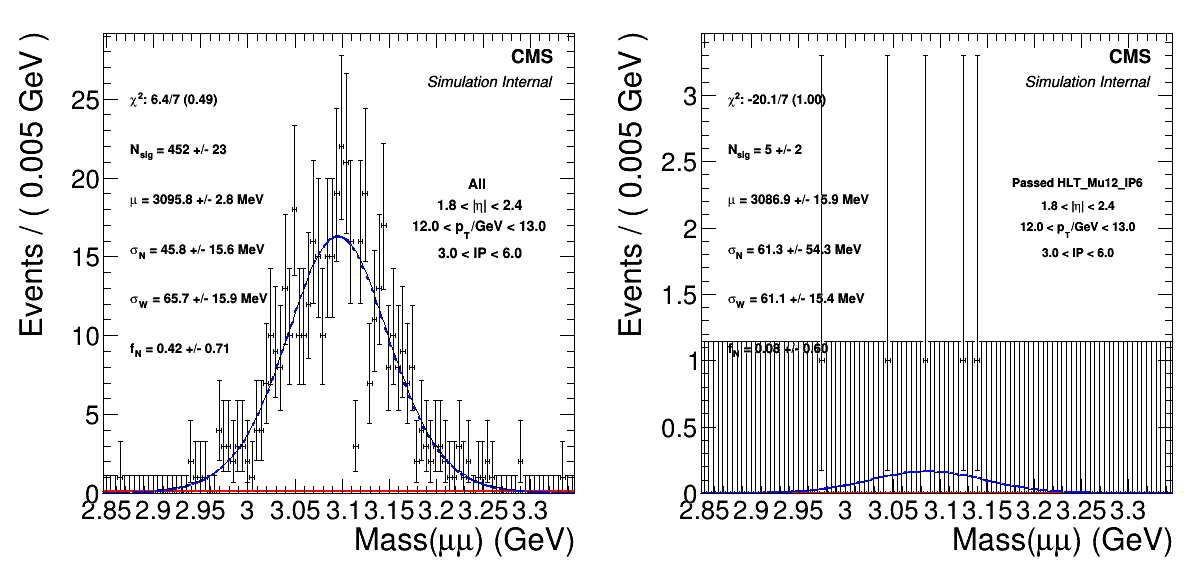 CMS
Simulation Internal
χ²: 6.4/7 (0.49)
N_sig = 452 +/- 23
μ = 3095.8 +/- 2.8 MeV
σ_N = 45.8 +/- 15.6 MeV
σ_W = 65.7 +/- 15.9 MeV
f_N = 0.42 +/- 0.71
All
1.8 < |η| < 2.4
12.0 < p_T/GeV < 13.0
3.0 < IP < 6.0
Events / ( 0.005 GeV )
25
20
15
10
5
0
2.85 2.9 2.95 3 3.05 3.1 3.15 3.2 3.25 3.3
Mass(μμ) (GeV)
CMS
Simulation Internal
χ²: -20.1/7 (1.00)
N_sig = 5 +/- 2
μ = 3086.9 +/- 15.9 MeV
σ_N = 61.3 +/- 54.3 MeV
σ_W = 61.1 +/- 15.4 MeV
f_N = 0.08 +/- 0.60
Passed HLT_Mu12_IP6
1.8 < |η| < 2.4
12.0 < p_T/GeV < 13.0
3.0 < IP < 6.0
Events / ( 0.005 GeV )
3
2.5
2
1.5
1
0.5
0
2.85 2.9 2.95 3 3.05 3.1 3.15 3.2 3.25 3.3
Mass(μμ) (GeV)